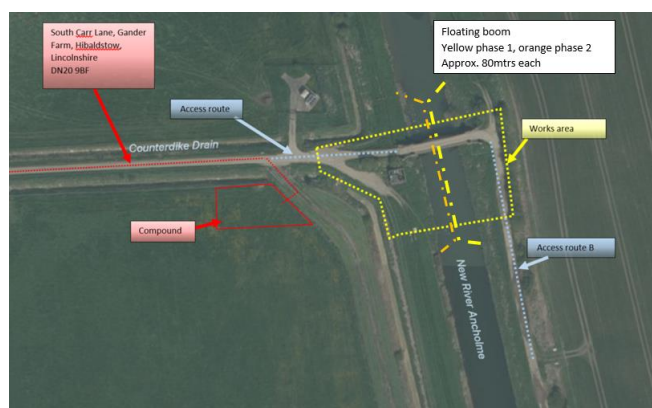 South Carr Lane, Gander
Farm, Hibaldstow,
Lincolnshire
DN20 9BF
Floating boom
Yellow phase 1, orange phase 2
Approx. 80mtrs each
Access route
Works area
Counterdike Drain
Compound
Access route B
New River Ancholme